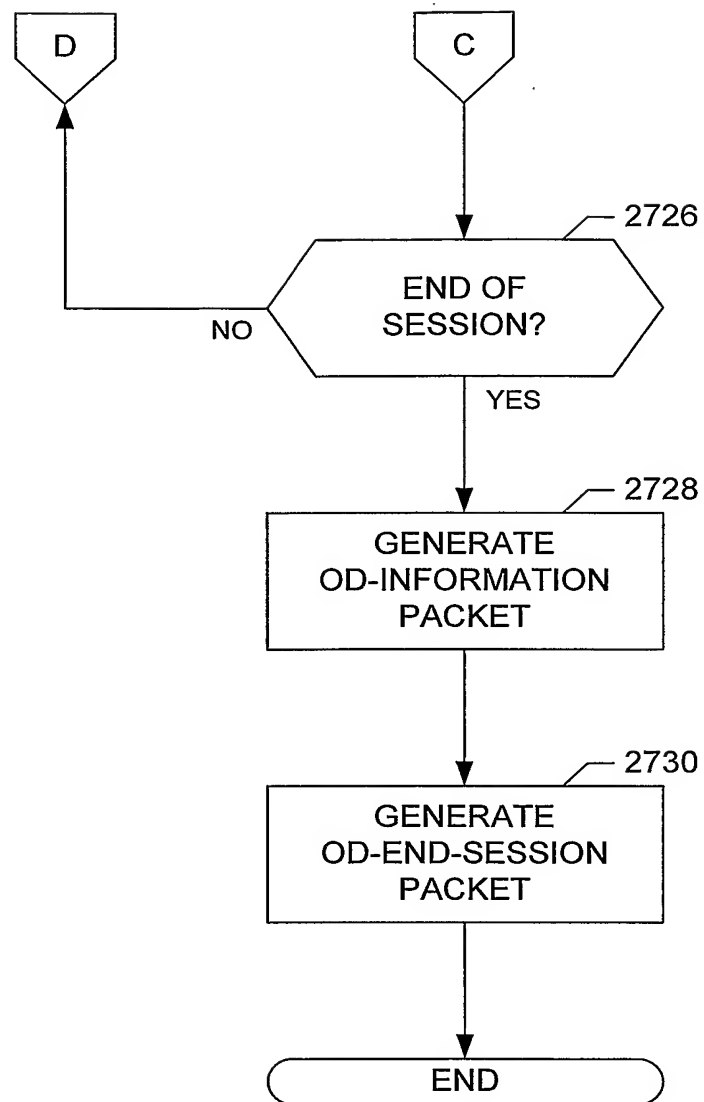 D
C
2726
END OF
SESSION?
NO
YES
2728
GENERATE
OD-INFORMATION
PACKET
2730
GENERATE
OD-END-SESSION
PACKET
END